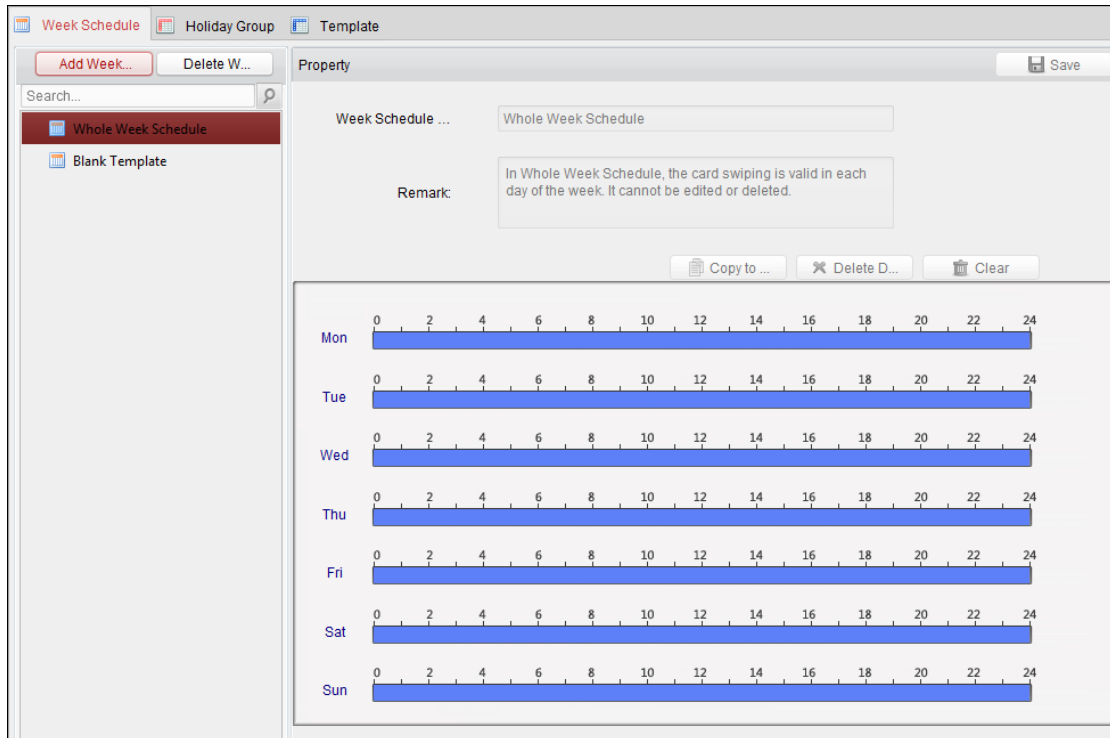 Week Schedule Holiday Group Template
Add Week... Delete W...
Search...
Whole Week Schedule
Blank Template
Property Save
Week Schedule ... Whole Week Schedule
Remark: In Whole Week Schedule, the card swiping is valid in each
day of the week. It cannot be edited or deleted.
Copy to ... Delete D... Clear
0 2 4 6 8 10 12 14 16 18 20 22 24
Mon
0 2 4 6 8 10 12 14 16 18 20 22 24
Tue
0 2 4 6 8 10 12 14 16 18 20 22 24
Wed
0 2 4 6 8 10 12 14 16 18 20 22 24
Thu
0 2 4 6 8 10 12 14 16 18 20 22 24
Fri
0 2 4 6 8 10 12 14 16 18 20 22 24
Sat
0 2 4 6 8 10 12 14 16 18 20 22 24
Sun